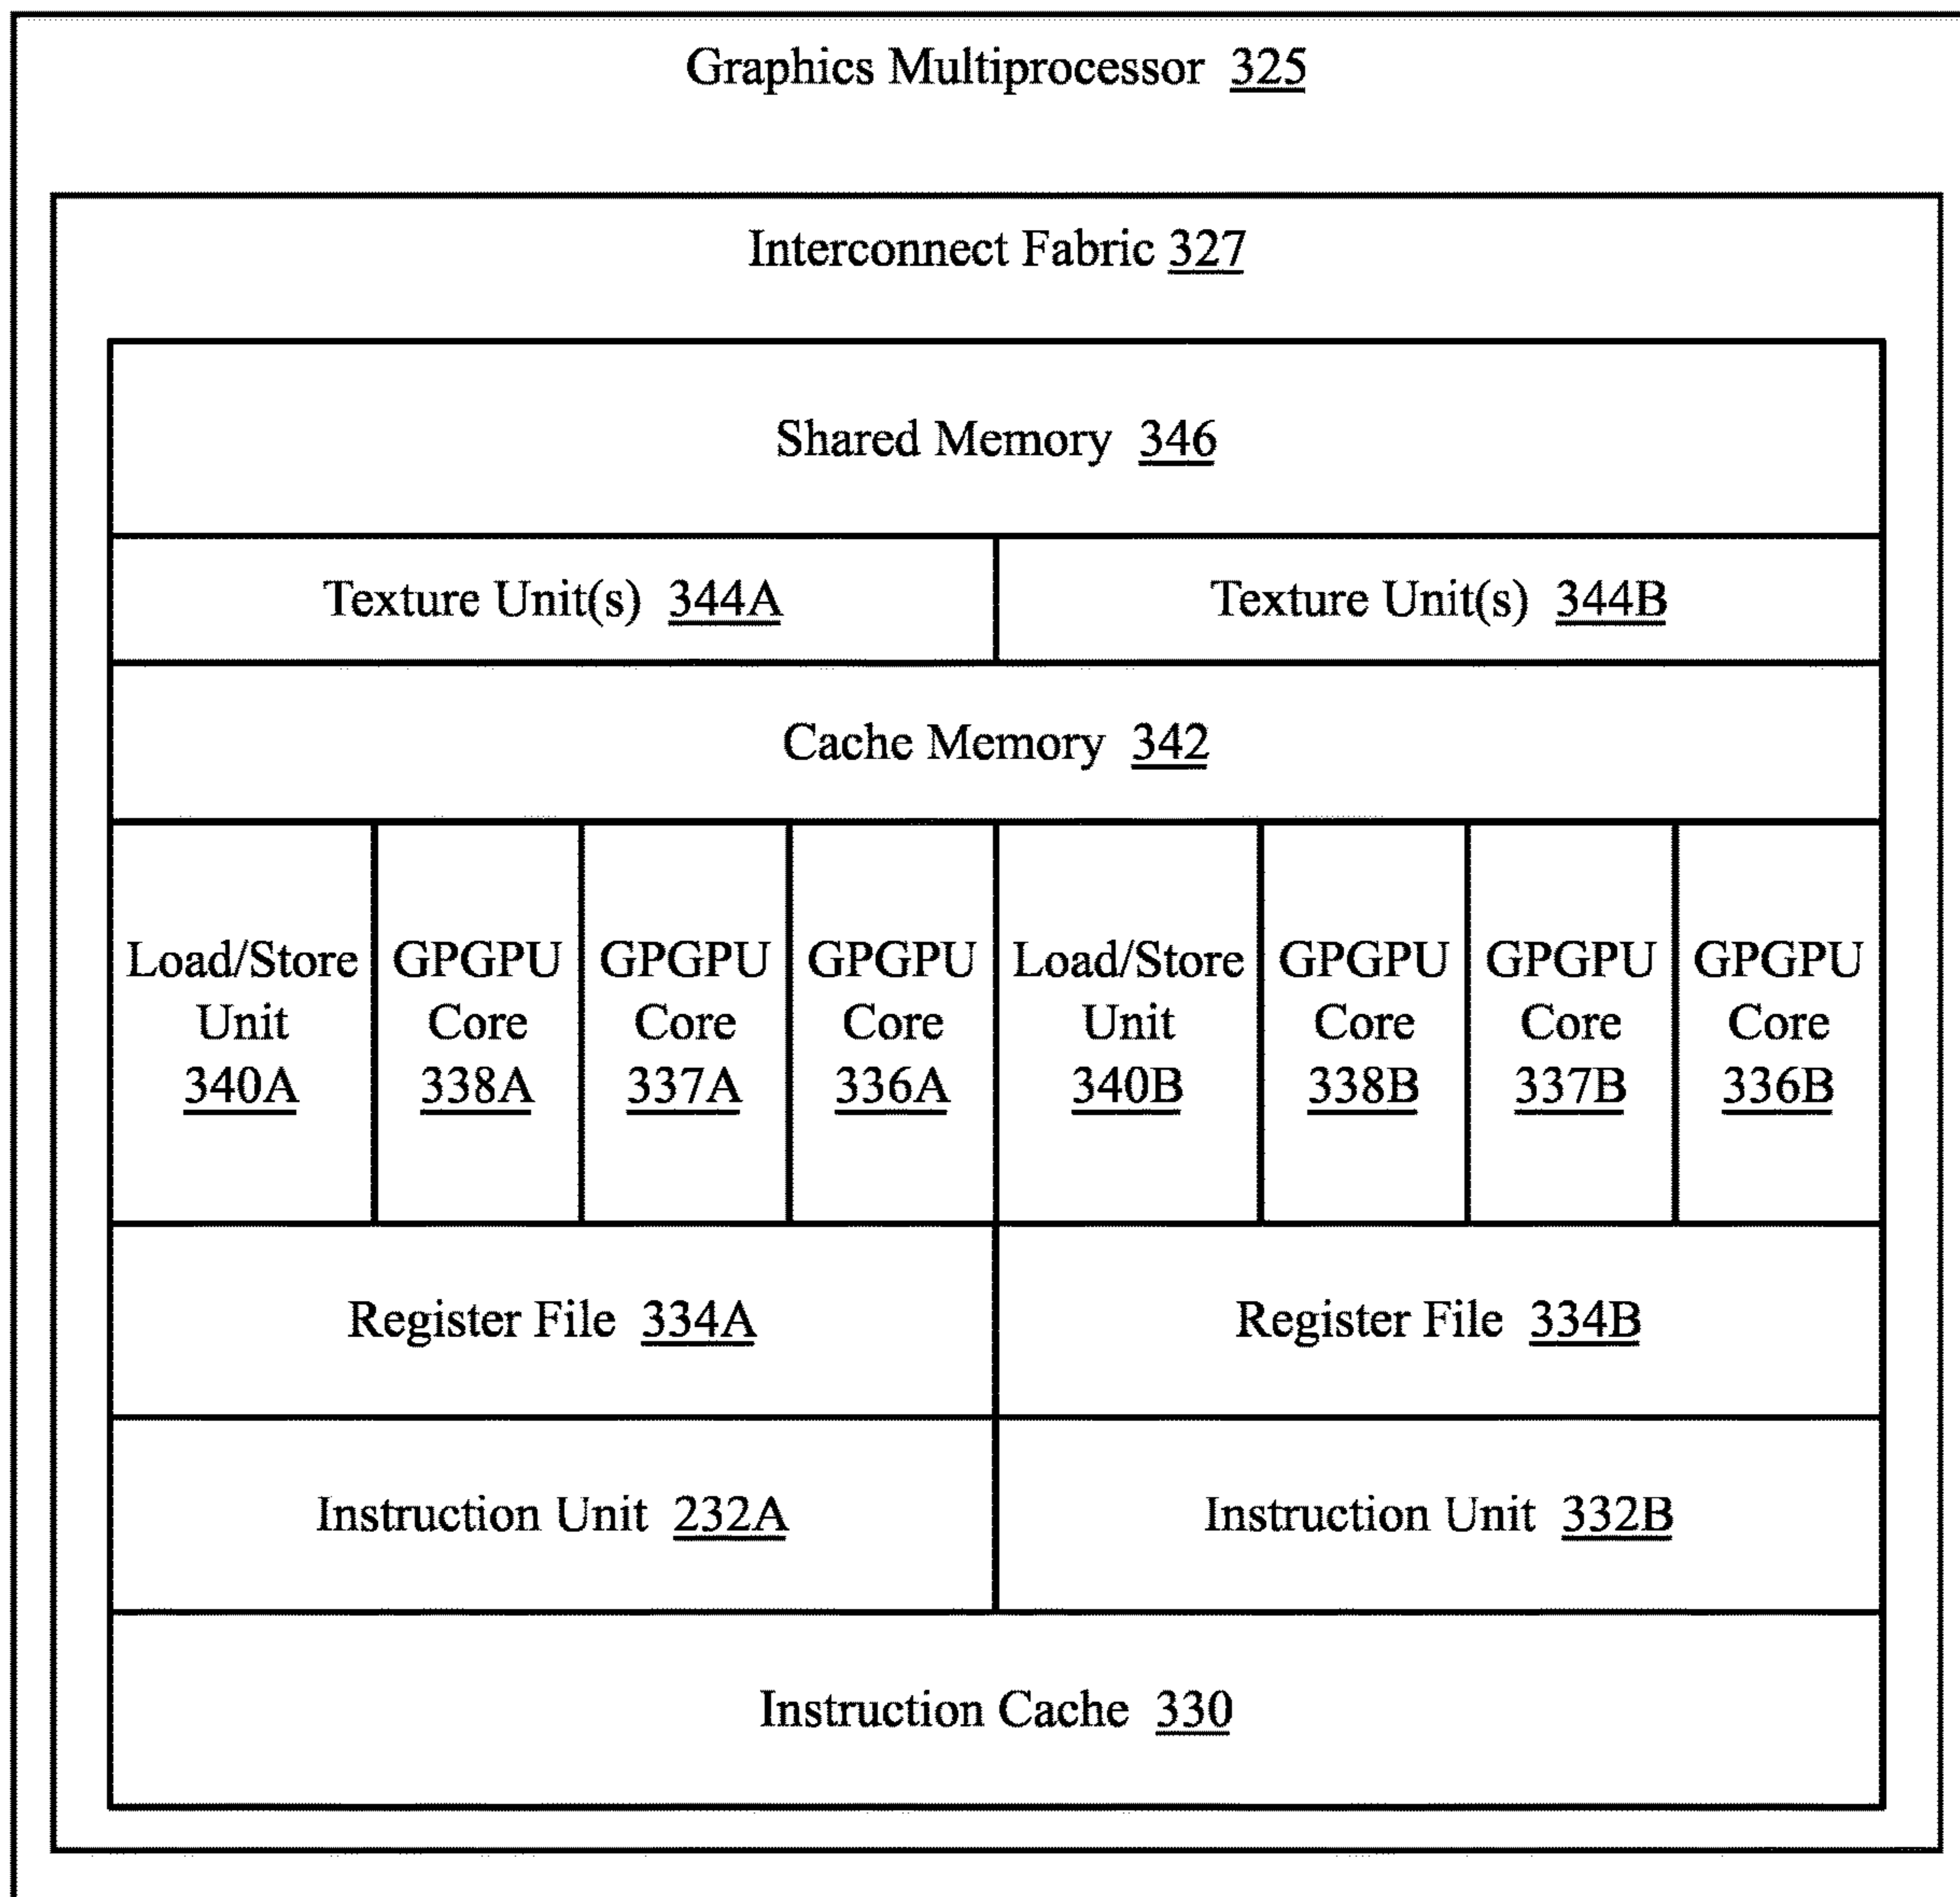 Graphics Multiprocessor 325
Interconnect Fabric 327
Shared Memory 346
Texture Unit(s) 344A
Texture Unit(s) 344B
Cache Memory 342
Load/Store
Unit
340A
GPGPU
Core
338A
GPGPU
Core
337A
GPGPU
Core
336A
Load/Store
Unit
340B
GPGPU
Core
338B
GPGPU
Core
337B
GPGPU
Core
336B
Register File 334A
Register File 334B
Instruction Unit 232A
Instruction Unit 332B
Instruction Cache 330